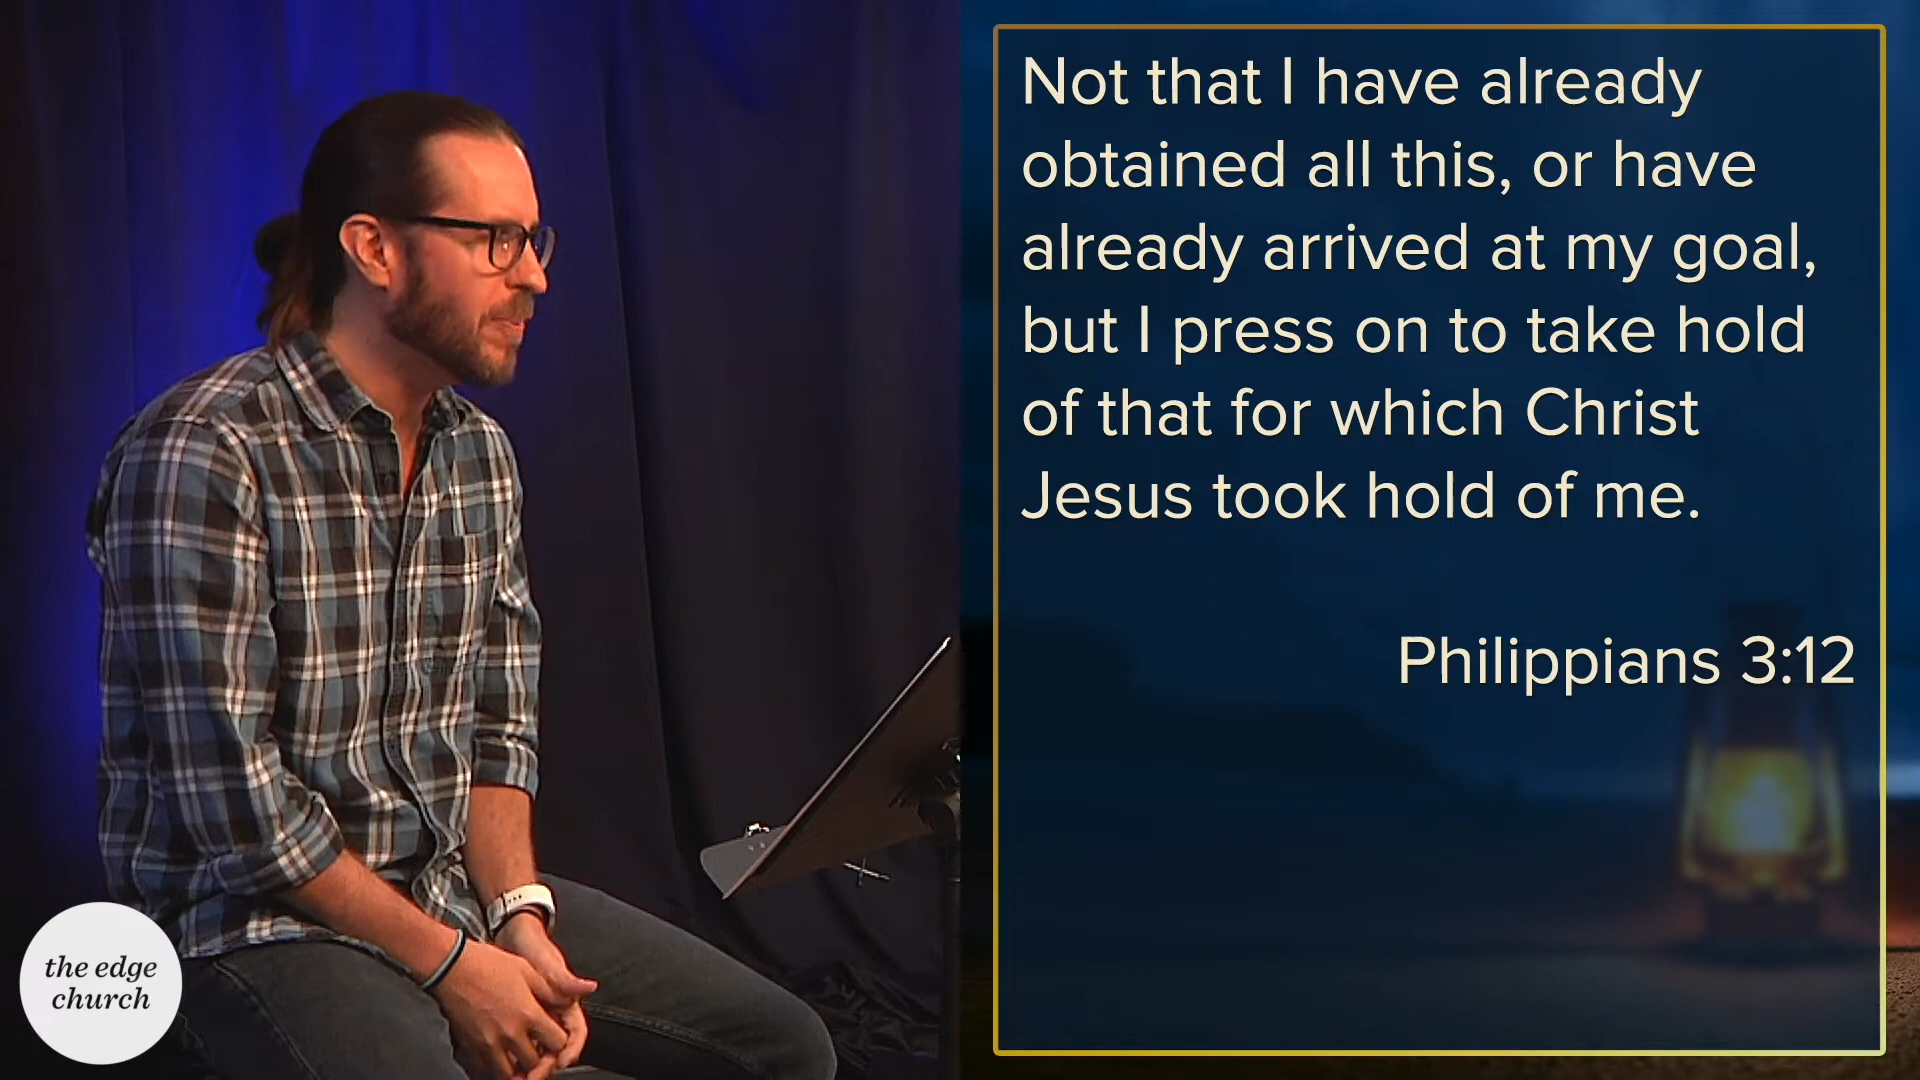 Not that I have already
obtained all this, or have
already arrived at my goal,
but I press on to take hold
of that for which Christ
Jesus took hold of me.
Philippians 3:12
the edge
church